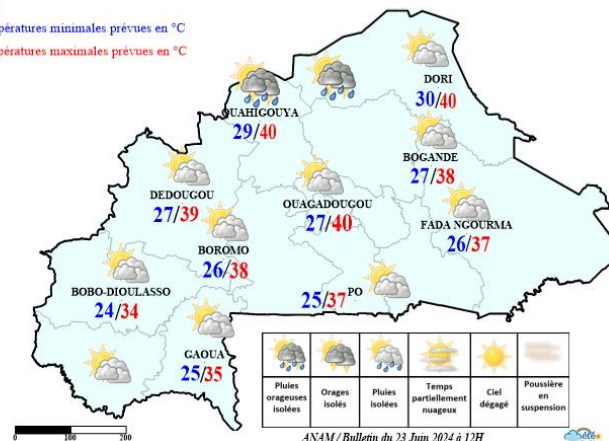 pératures minimales prévues en °C
pératures maximales prévues en °C
DORI
30/40
OUAHIGOUYA
29/40
BOGANDE
27/38
DEDOUGOU
27/39
OUAGADOUGOU
27/40
FADA NGOURMA
26/37
BOROMO
26/38
BOBO-DIOULASSO
24/34
PO
25/37
GAOUA
25/35
Pluies orageuses isolées
Orages isolés
Pluies isolées
Temps partiellement nuageux
Ciel dégagé
Poussière en suspension
0 100 200
ANAM / Bulletin du 23 Juin 2024 à 12H